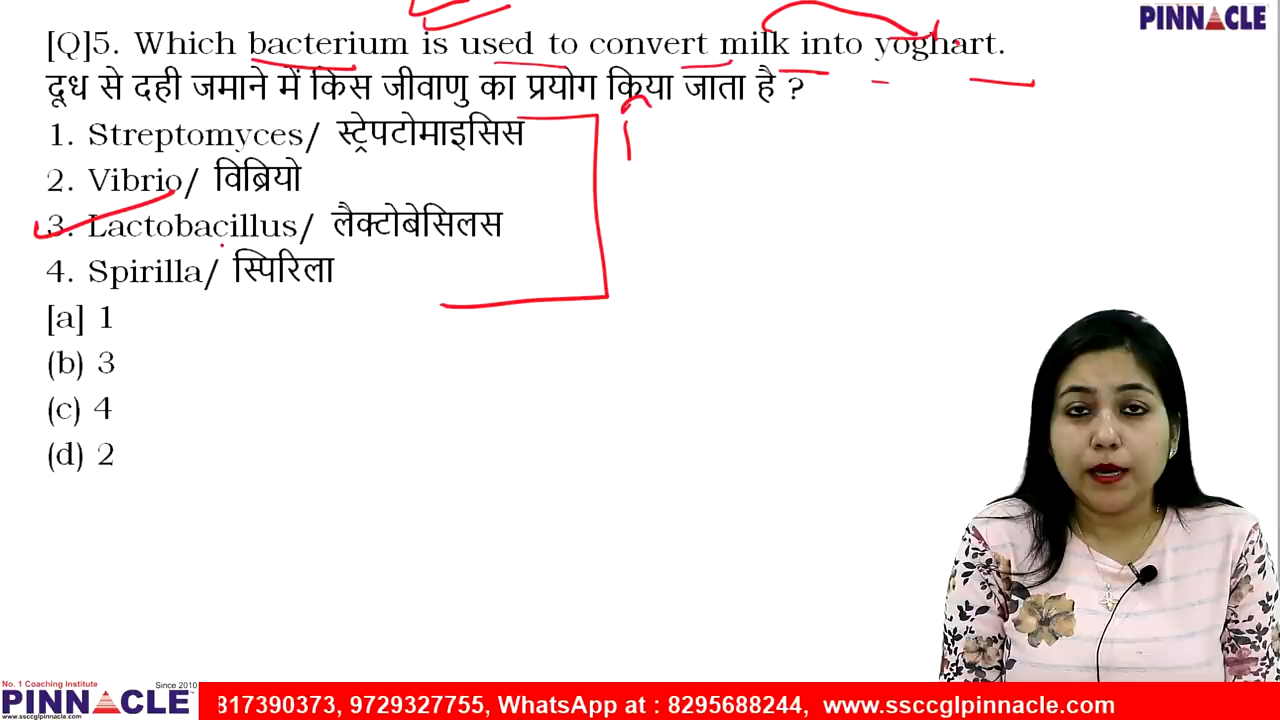 PINNACLE
[Q]5. Which bacterium is used to convert milk into yoghart.
दूध से दही जमाने में किस जीवाणु का प्रयोग किया जाता है ?
1. Streptomyces/ स्ट्रेपटोमाइसिस
2. Vibrio/ विब्रियो
3. Lactobacillus/ लैक्टोबेसिलस
4. Spirilla/ स्पिरिला
[a] 1
(b) 3
(c) 4
(d) 2
No. 1 Coaching Institute Since 2010
PINNACLE
www.ssccglpinnacle.com
817390373, 9729327755, WhatsApp at : 8295688244, www.ssccglpinnacle.com